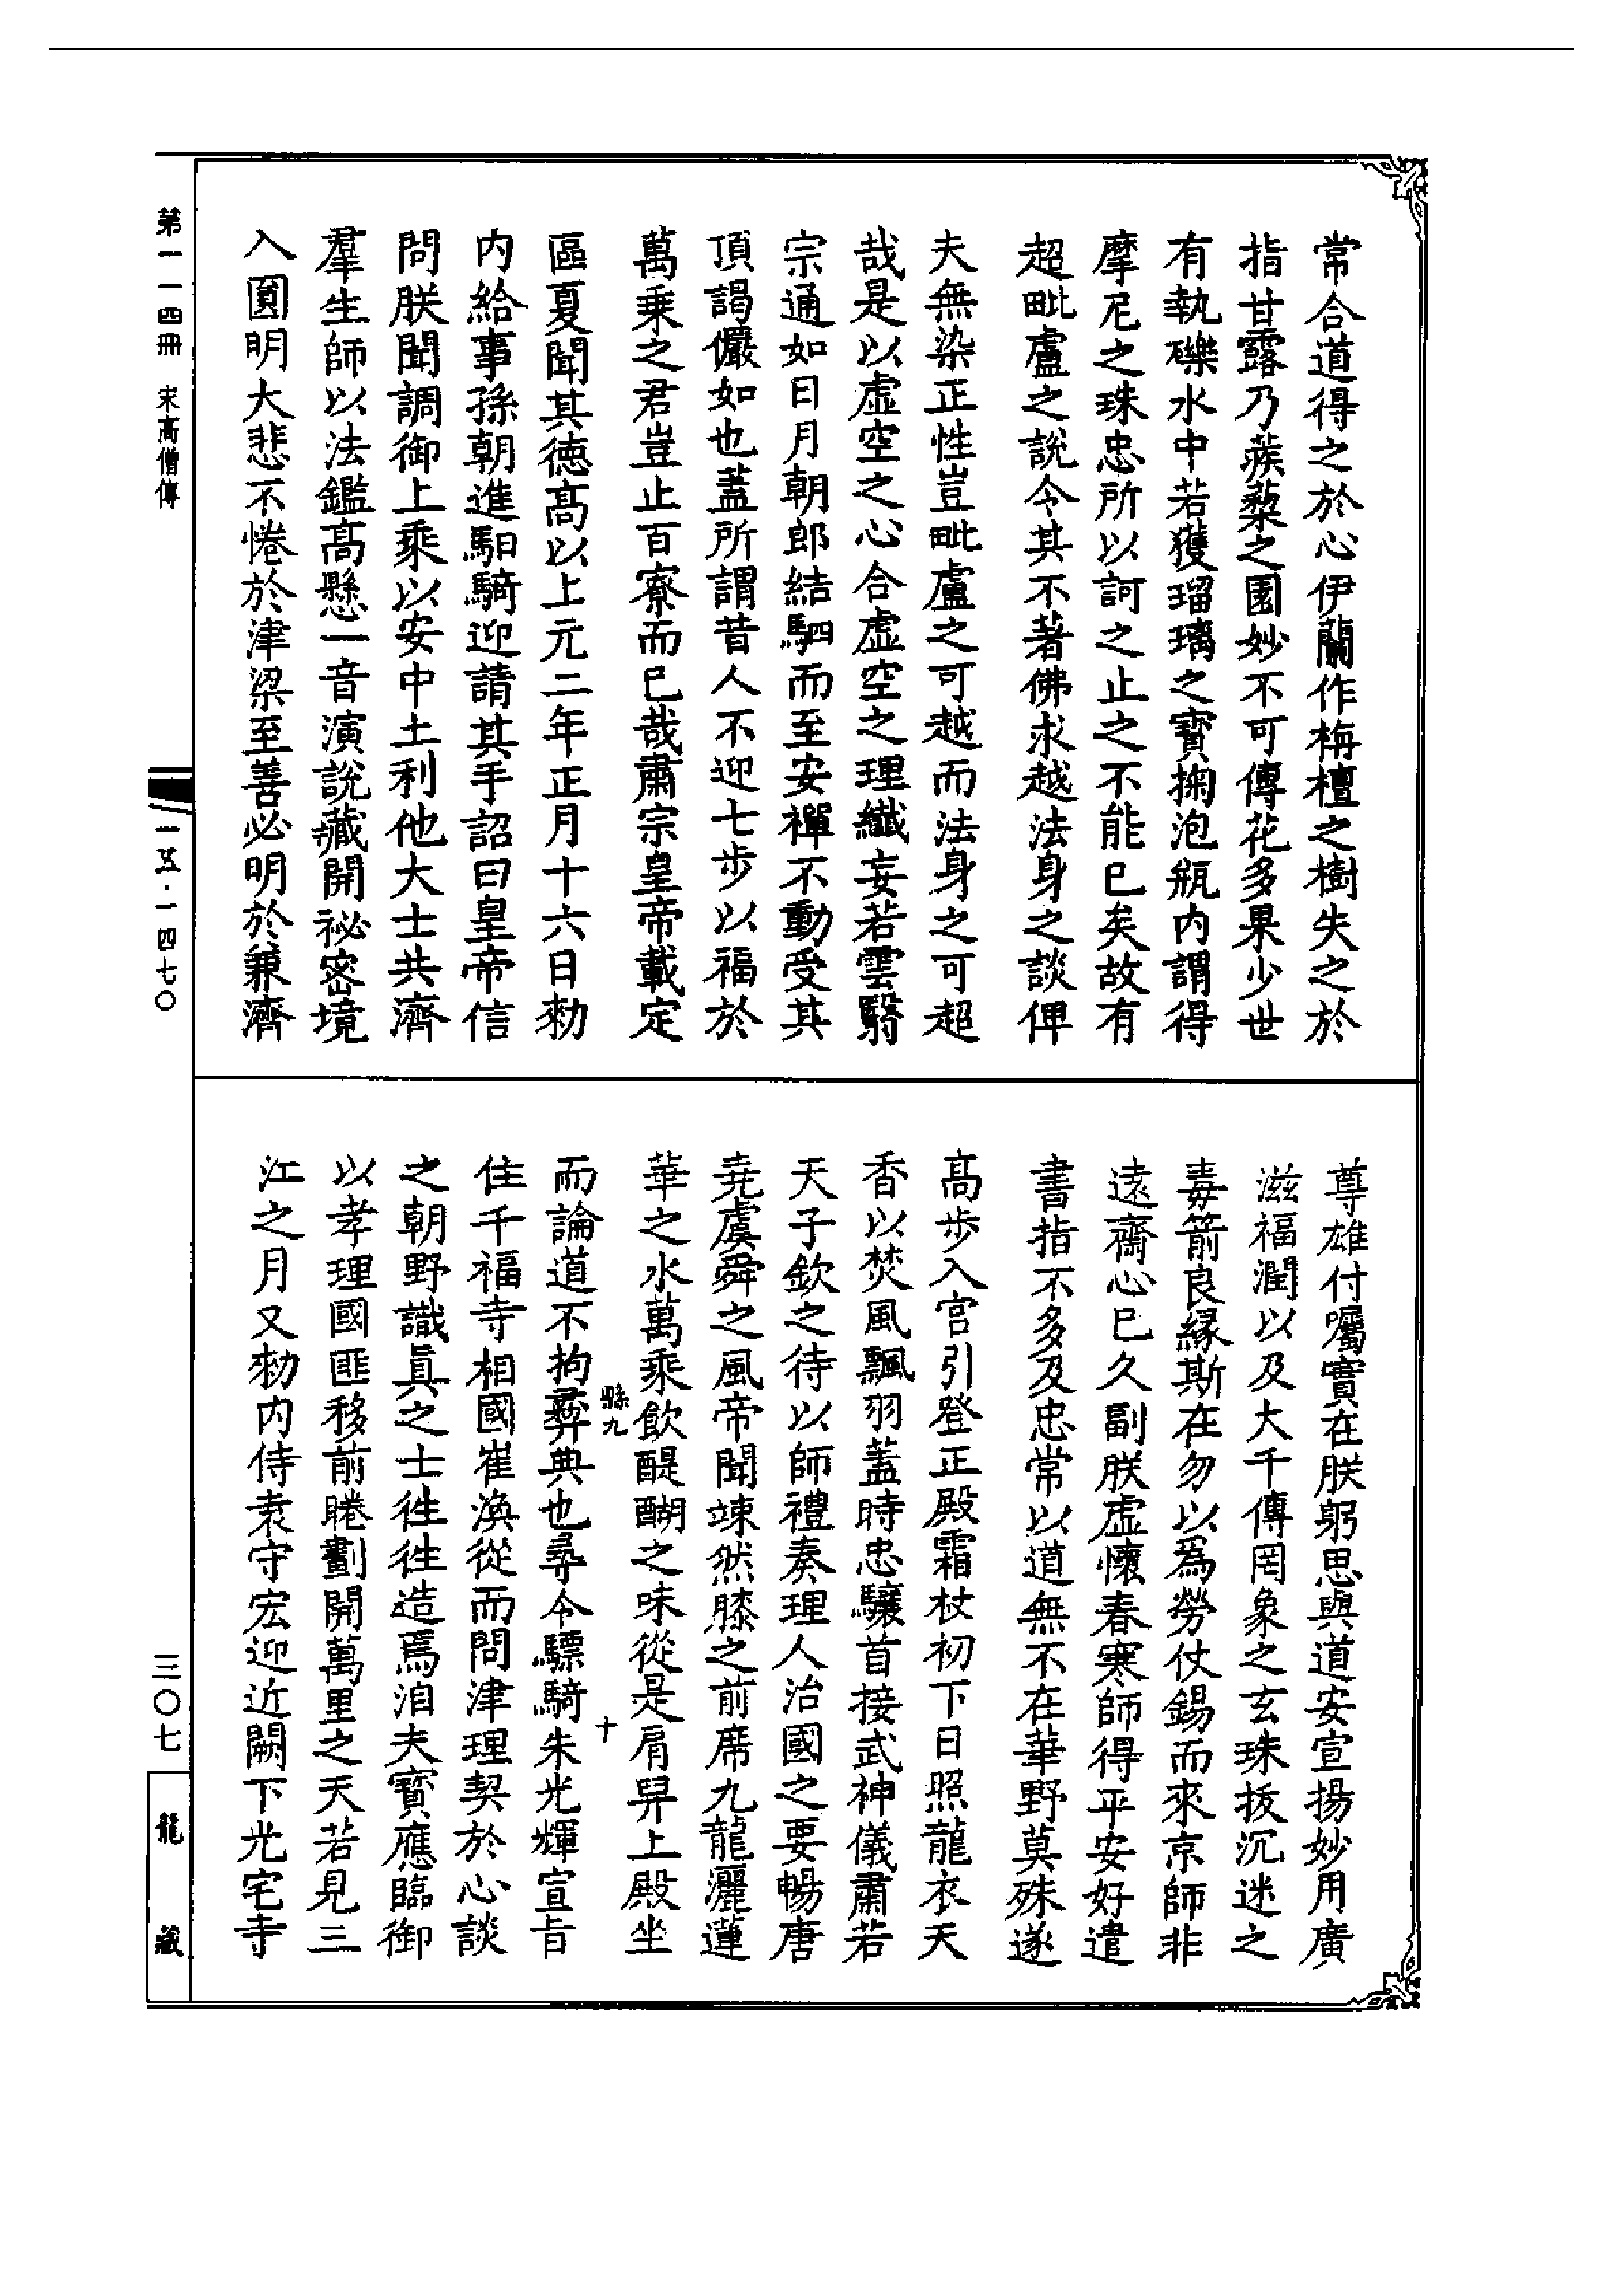 常合道得之於心伊蘭作栴檀之樹失之於
指甘露乃蒺藜之園妙不可傳花多果少世
有執礫水中若獲瑠璃之寶掬泡瓶内謂得
摩尼之珠忠所以訶之止之不能已矣故有
超毗盧之說令其不著佛求越法身之談俾
夫無染正性豈毗盧之可越而法身之可超
哉是以虛空之心合虛空之理纖妄若雲翳
宗通如日月朝郎結駟而至安禪不動受其
頂謁儼如也蓋所謂昔人不迎七步以福於
萬乘之君豈止百寮而已哉肅宗皇帝載定
區夏聞其德高以上元二年正月十六日勑
内給事孫朝進馹騎迎請其手詔曰皇帝信
問朕聞調御上乘以安中土利他大士共濟
羣生師以法鑑高懸一音演說藏開祕密境
入圓明大悲不惓於津梁至善必明於兼濟
尊雄付囑實在朕躬思與道安宣揚妙用廣
滋福潤以及大千傳罔象之玄珠拔沉迷之
毒箭良縁斯在勿以爲勞仗錫而來京師非
遠齋心已久副朕虛懷春寒師得平安好遣
書指不多及忠常以道無不在華野莫殊遂
高步入宮引登正殿霜杖初下日照龍衣天
香以焚風飄羽蓋時忠驤首接武神儀肅若
天子欽之待以師禮奏理人治國之要暢唐
堯虞舜之風帝聞竦然膝之前席九龍灑蓮
華之水萬乘飲醍醐之味從是肩舁上殿坐
縣九 十
而論道不拘彝典也尋令驃騎朱光輝宣旨
住千福寺相國崔渙從而問津理契於心談
之朝野識眞之士徃徃造焉洎夫寳應臨御
以孝理國匪移前睠劃開萬里之天若見三
江之月又勑内侍袁守宏迎近闕下光宅寺
第一一四冊 宋高僧傳
一五·一四七〇
三〇七
龍藏